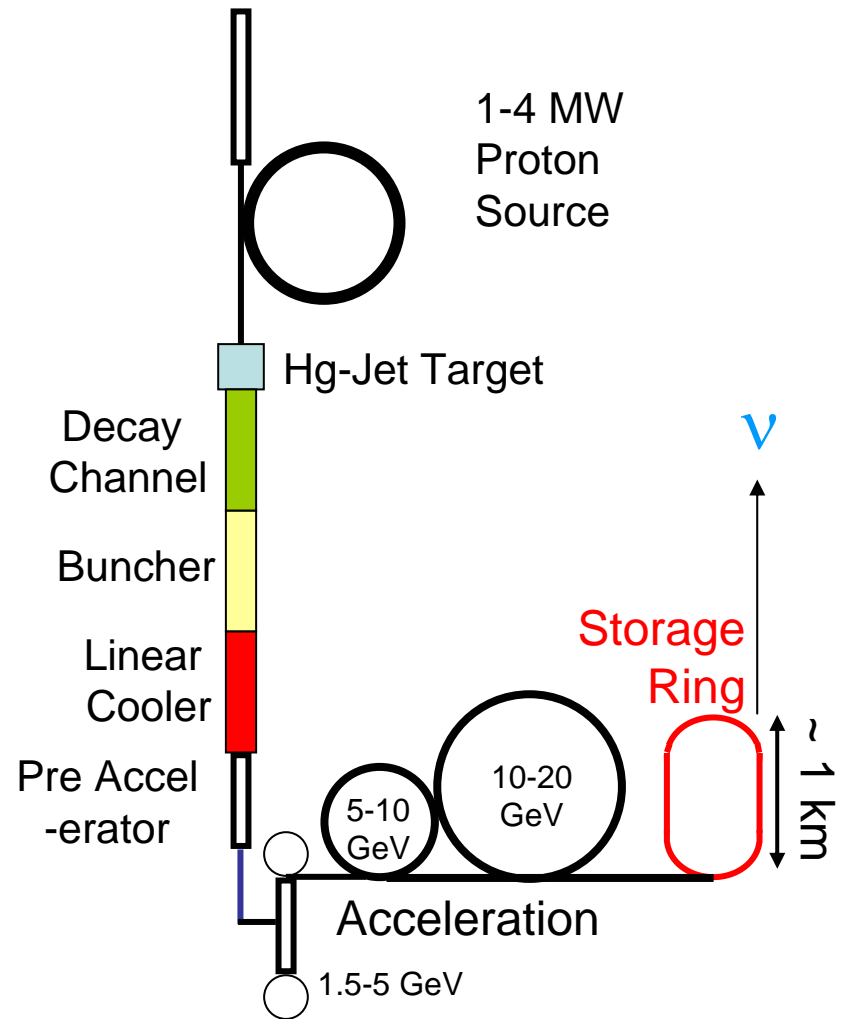 1-4 MW
Proton
Source
Hg-Jet Target
Decay
Channel
ν
Buncher
Storage
Ring
Linear
Cooler
~ 1 km
Pre Accel
-erator
5-10
GeV
10-20
GeV
Acceleration
1.5-5 GeV